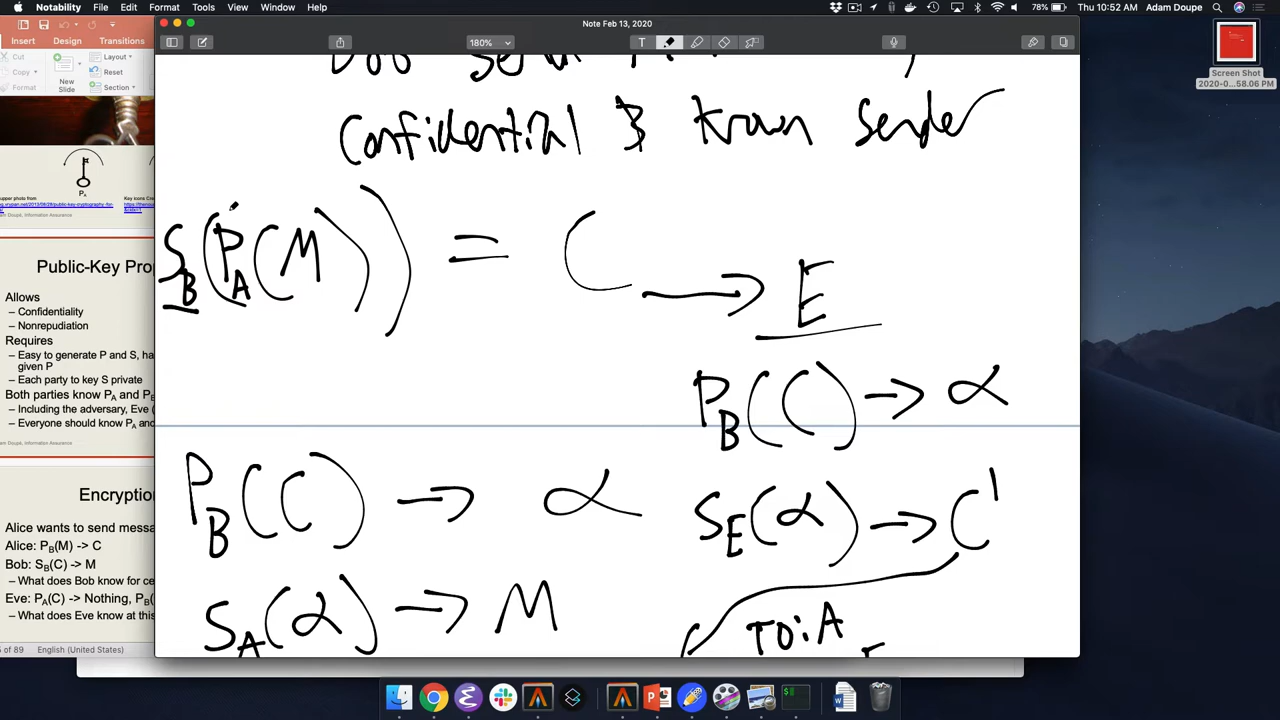 Notability File Edit View Window Help 78% Thu 10:52 AM Adam Doupe
Note Feb 13, 2020
Insert Design Transitions
180%
T
Cut
Copy
Format
New
Slide
Layout
Reset
Section
Screen Shot
2020-0...58.06 PM
Confidential & known Sender
S_B(P_A(M)) = C → E
P_B(C) → α
S_E(α) → C'
TO: A
P_B(C) → α
S_A(α) → M
P_A
Public-Key Pro
Allows
– Confidentiality
– Nonrepudiation
Requires
– Easy to generate P and S, ha
given P
– Each party to key S private
Both parties know P_A and P_B
– Including the adversary, Eve (
– Everyone should know P_A and
Encryption
Alice wants to send messa
Alice: P_B(M) -> C
Bob: S_B(C) -> M
– What does Bob know for ce
Eve: P_A(C) -> Nothing, P_B(
– What does Eve know at this
of 89 English (United States)